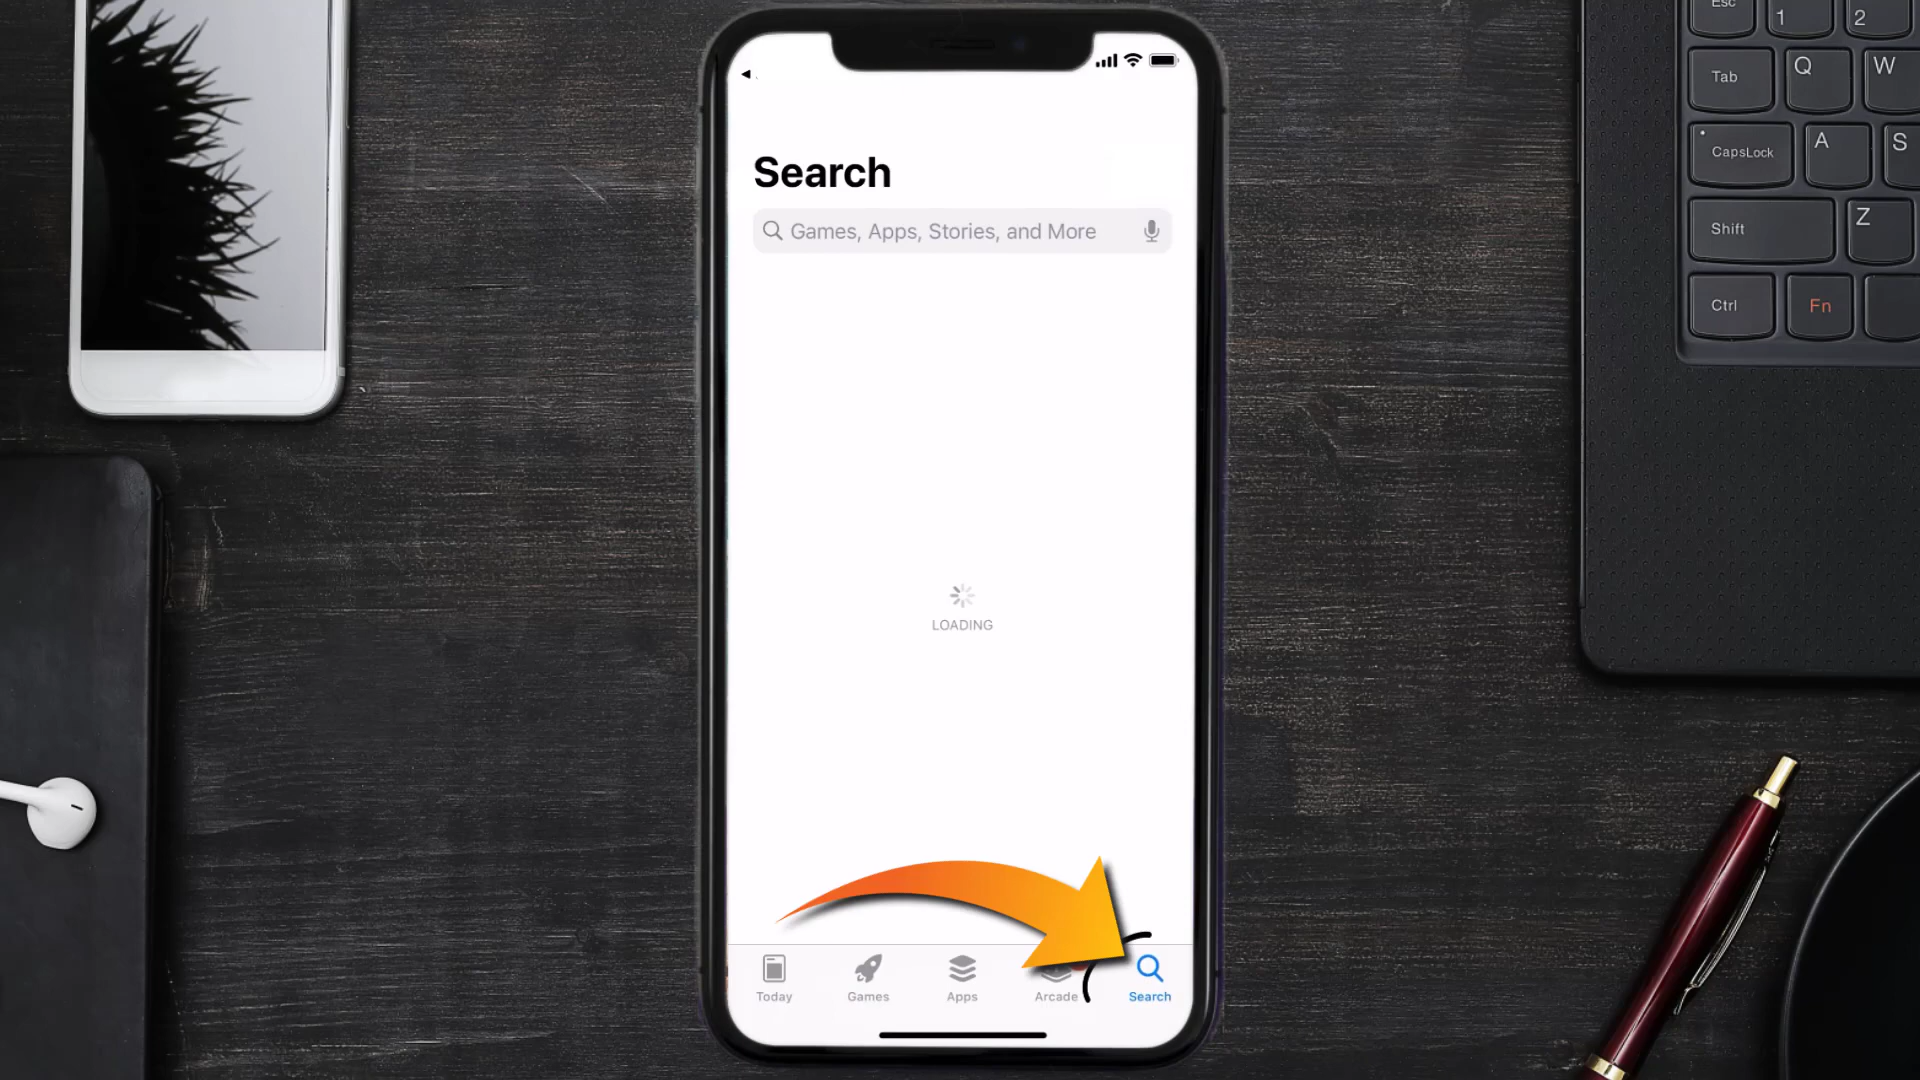 Search
Games, Apps, Stories, and More
LOADING
Today
Games
Apps
Arcade
Search
Esc
1
2
Tab
Q
W
CapsLock
A
S
Shift
Z
Ctrl
Fn